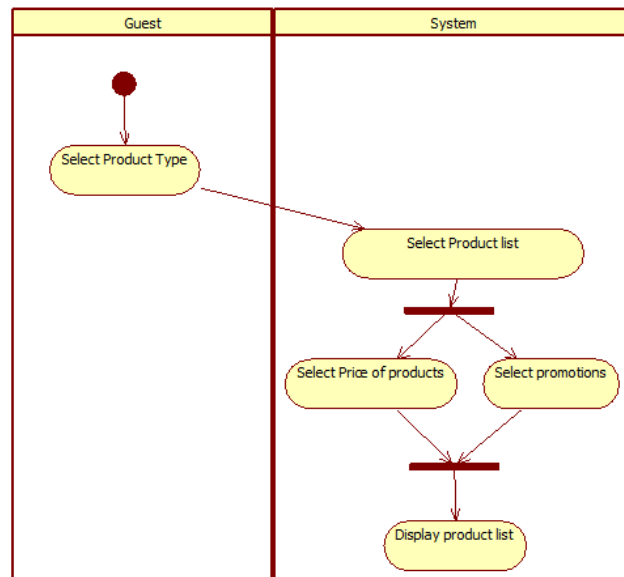 Guest
System
Select Product Type
Select Product list
Select Price of products
Select promotions
Display product list